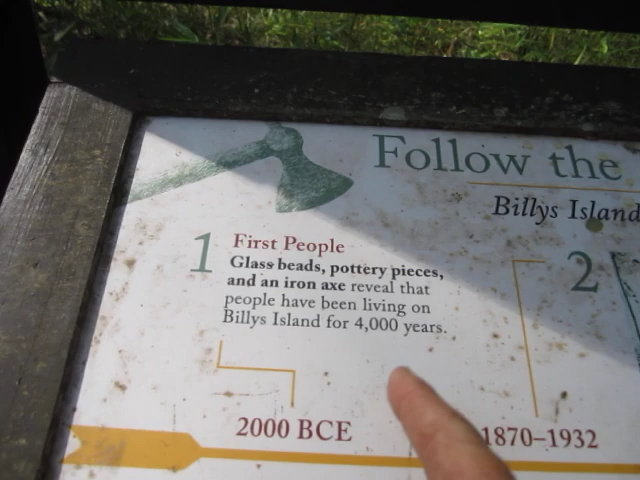 Follow the
Billys Island
1
First People
Glass beads, pottery pieces,
and an iron axe reveal that
people have been living on
Billys Island for 4,000 years.
2
2000 BCE
1870–1932